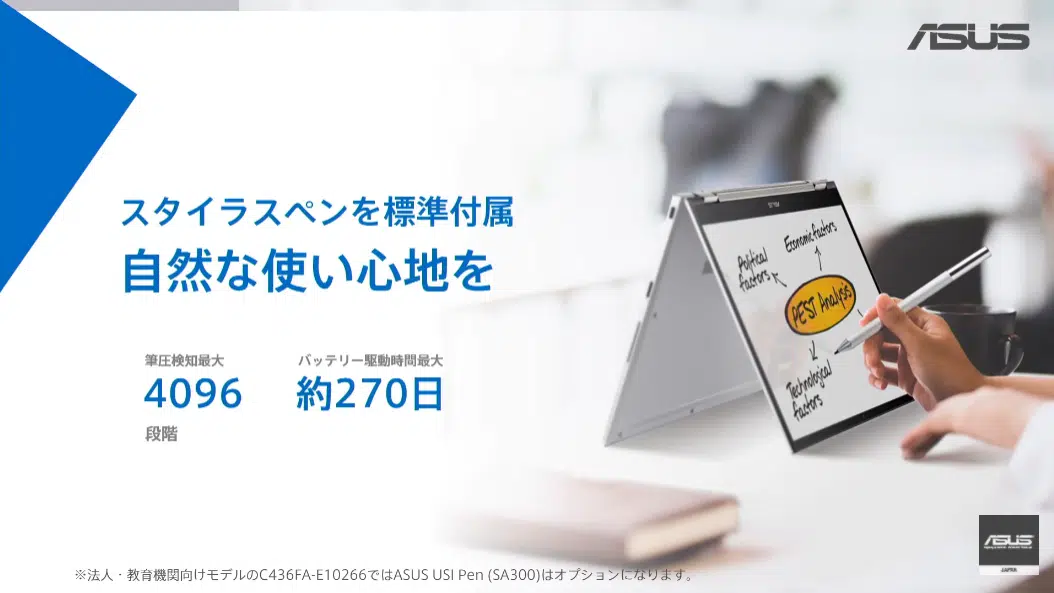 ASUS
スタイラスペンを標準付属
自然な使い心地を
筆圧検知最大
4096
段階
バッテリー駆動時間最大
約270日
Political
factors
Economic factors
PEST Analysis
Technological
factors
ASUS
JAPAN
※法人・教育機関向けモデルのC436FA-E10266ではASUS USI Pen (SA300)はオプションになります。